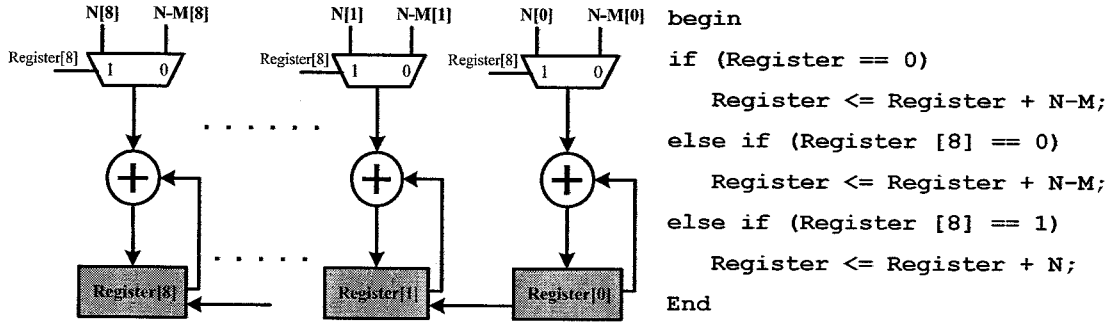 N[8] N-M[8]
Register[8]
1 0
N[1] N-M[1]
Register[8]
1 0
N[0] N-M[0]
Register[8]
1 0
. . . . . .
+
+
+
. . . . .
Register[8]
Register[1]
Register[0]
begin
if (Register == 0)
Register <= Register + N-M;
else if (Register [8] == 0)
Register <= Register + N-M;
else if (Register [8] == 1)
Register <= Register + N;
End